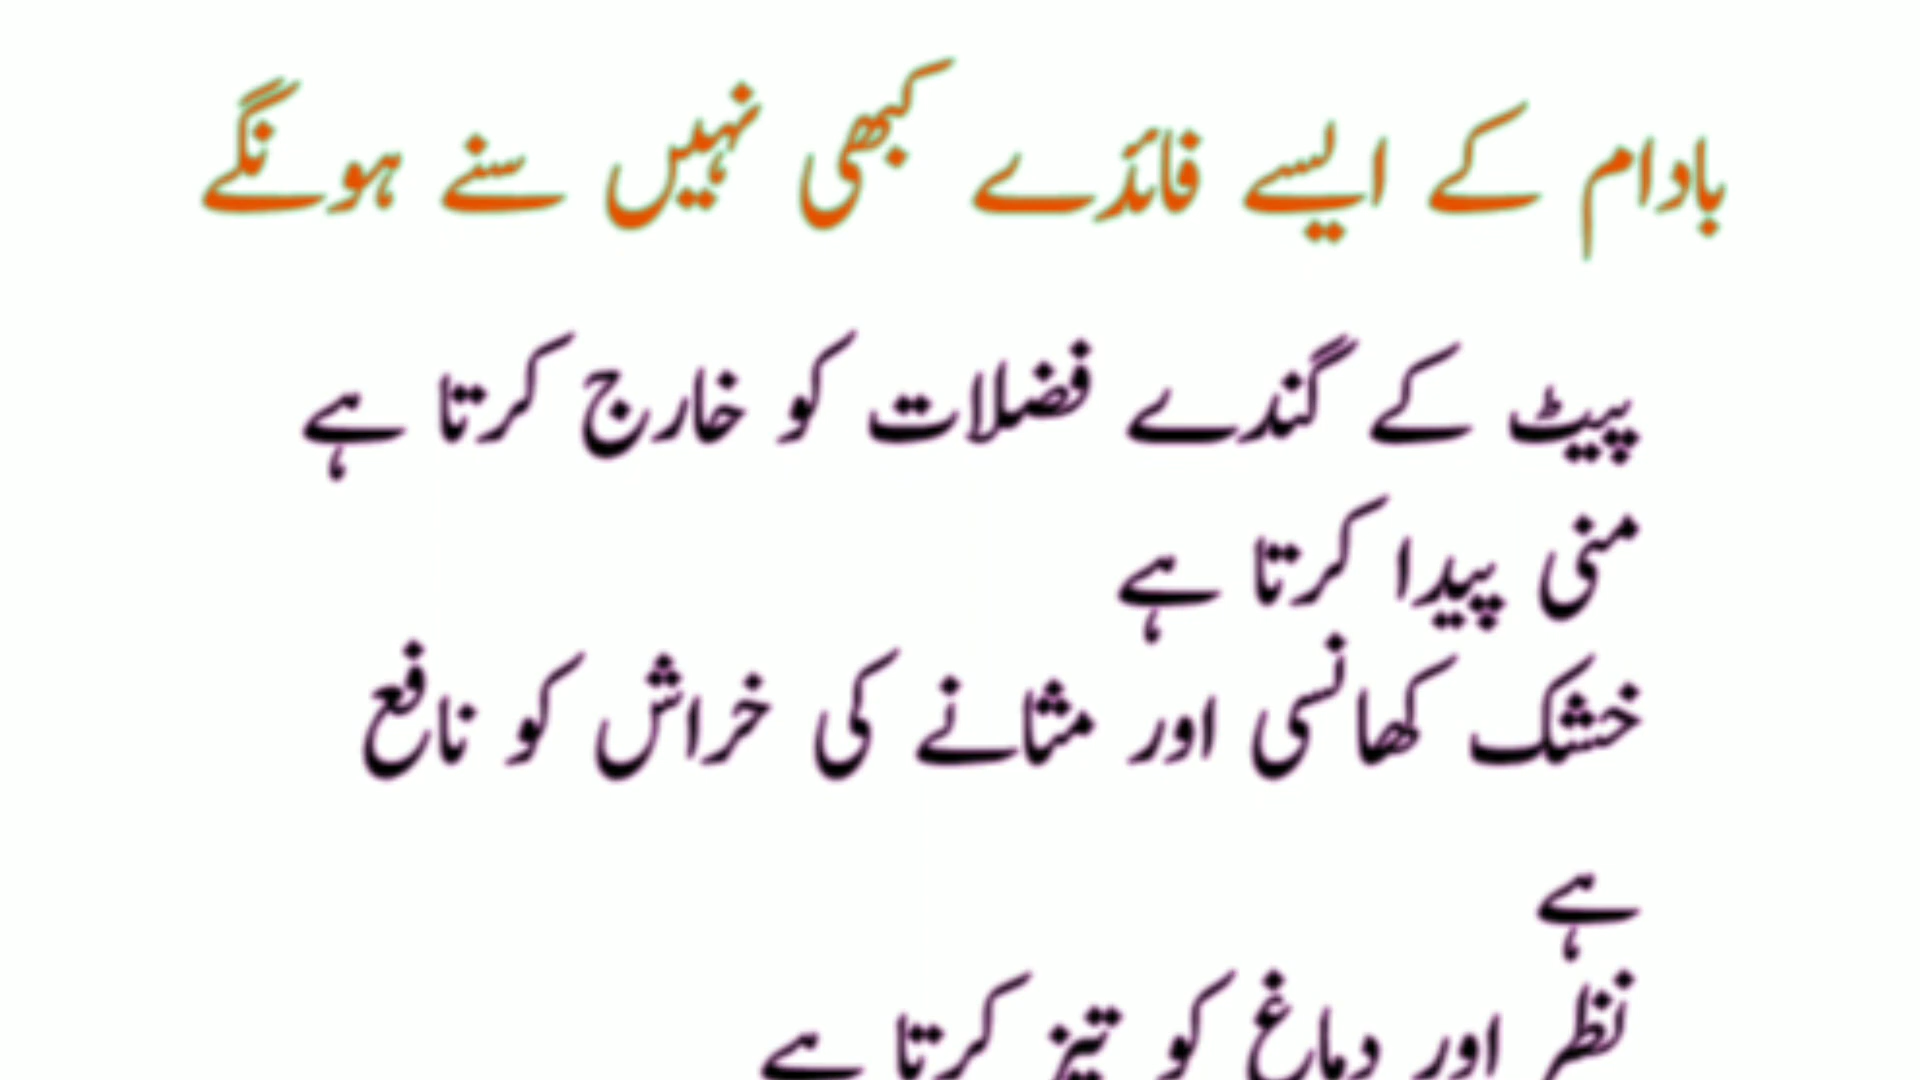 بادام کے ایسے فائدے کبھی نہیں سنے ہونگے
پیٹ کے گندے فضلات کو خارج کرتا ہے
منی پیدا کرتا ہے
خشک کھانسی اور مثانے کی خراش کو نافع
ہے
نظر اور دماغ کو تیز کرتا ہے